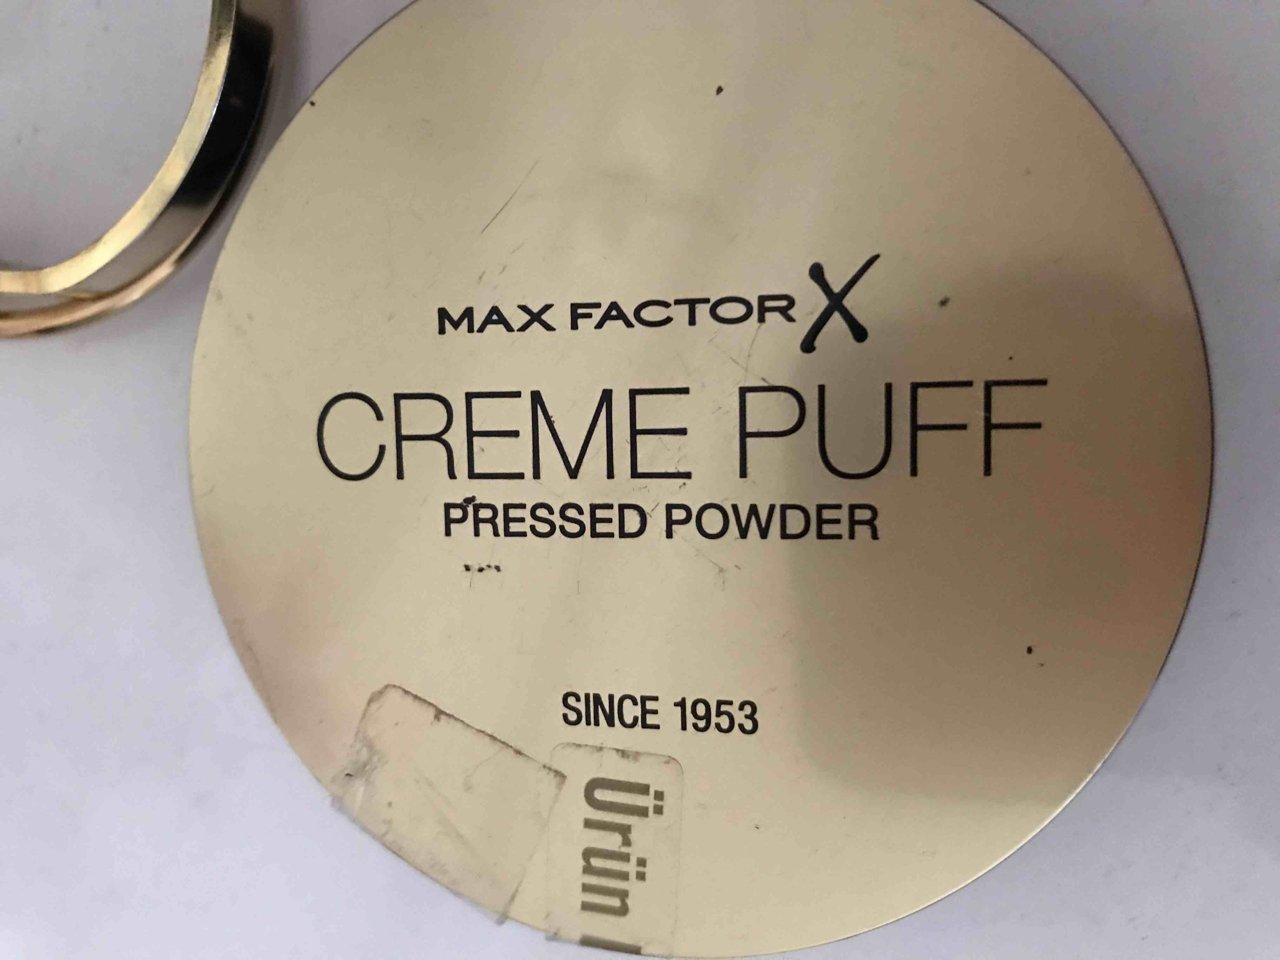 MAX FACTOR X
CREME PUFF
PRESSED POWDER
SINCE 1953
Ürün